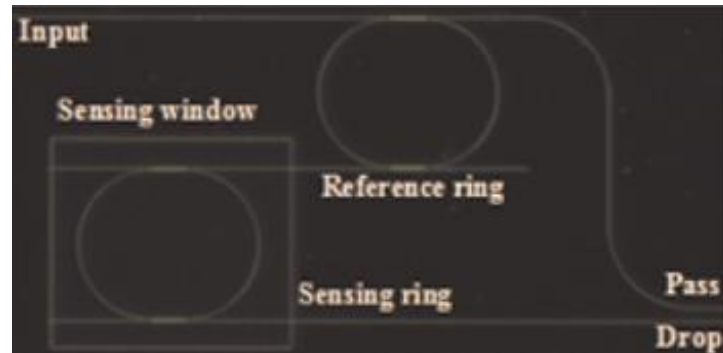 Input
Sensing window
Reference ring
Sensing ring
Pass
Drop